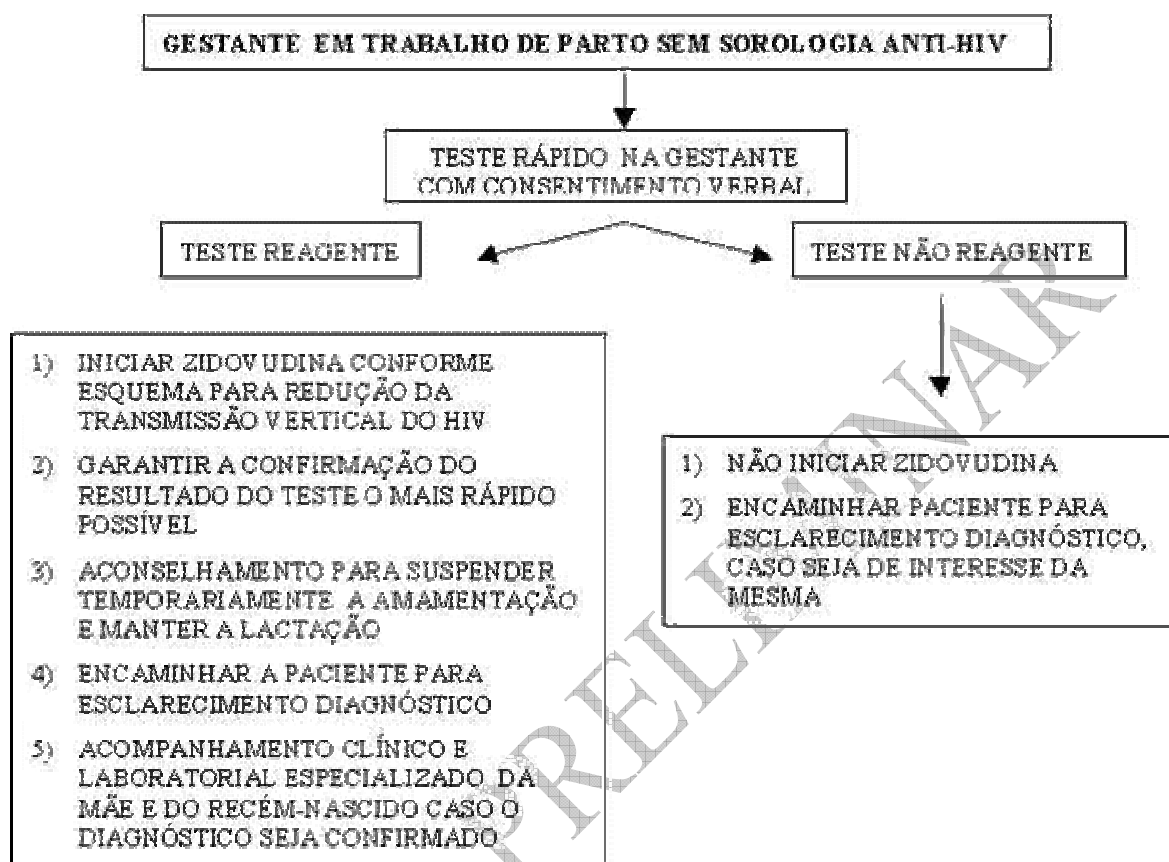 GESTANTE EM TRABALHO DE PARTO SEM SOROLOGIA ANTI-HIV
TESTE RÁPIDO NA GESTANTE
COM CONSENTIMENTO VERBAL
TESTE REAGENTE
TESTE NÃO REAGENTE
1) INICIAR ZIDOVUDINA CONFORME
ESQUEMA PARA REDUÇÃO DA
TRANSMISSÃO VERTICAL DO HIV
2) GARANTIR A CONFIRMAÇÃO DO
RESULTADO DO TESTE O MAIS RÁPIDO
POSSÍVEL
3) ACONSELHAMENTO PARA SUSPENDER
TEMPORARIAMENTE A AMAMENTAÇÃO
E MANTER A LACTAÇÃO
4) ENCAMINHAR A PACIENTE PARA
ESCLARECIMENTO DIAGNÓSTICO
5) ACOMPANHAMENTO CLÍNICO E
LABORATORIAL ESPECIALIZADO DA
MÃE E DO RECÉM-NASCIDO CASO O
DIAGNÓSTICO SEJA CONFIRMADO
1) NÃO INICIAR ZIDOVUDINA
2) ENCAMINHAR PACIENTE PARA
ESCLARECIMENTO DIAGNÓSTICO,
CASO SEJA DE INTERESSE DA
MESMA
PRELIMINAR